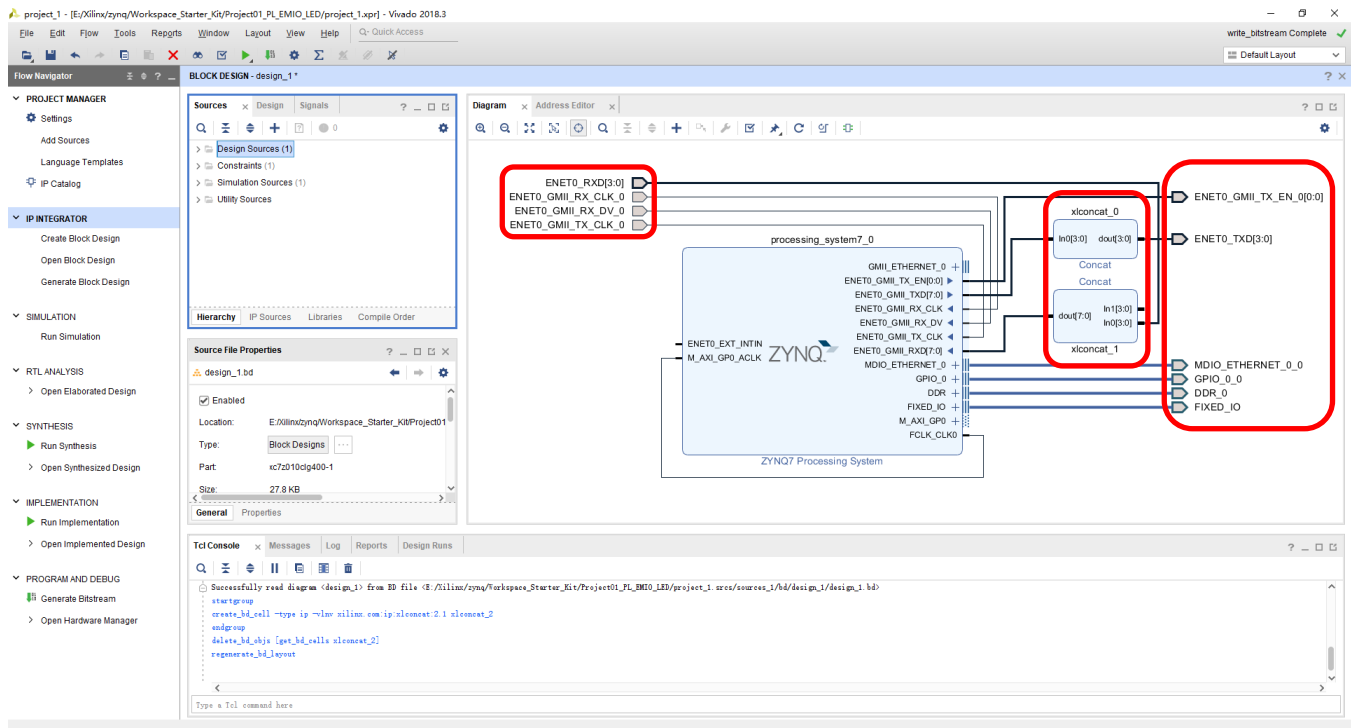 project_1 - [E:/Xilinx/zynq/Workspace_Starter_Kit/Project01_PL_EMIO_LED/project_1.xpr] - Vivado 2018.3
File Edit Flow Tools Reports Window Layout View Help Quick Access
write_bitstream Complete
Default Layout
Flow Navigator
BLOCK DESIGN - design_1 *
PROJECT MANAGER
Settings
Add Sources
Language Templates
IP Catalog
IP INTEGRATOR
Create Block Design
Open Block Design
Generate Block Design
SIMULATION
Run Simulation
RTL ANALYSIS
Open Elaborated Design
SYNTHESIS
Run Synthesis
Open Synthesized Design
IMPLEMENTATION
Run Implementation
Open Implemented Design
PROGRAM AND DEBUG
Generate Bitstream
Open Hardware Manager
Sources Design Signals
0
Design Sources (1)
Constraints (1)
Simulation Sources (1)
Utility Sources
Hierarchy IP Sources Libraries Compile Order
Source File Properties
design_1.bd
Enabled
Location: E:/Xilinx/zynq/Workspace_Starter_Kit/Project01
Type: Block Designs
Part: xc7z010clg400-1
Size: 27.8 KB
General Properties
Diagram Address Editor
ENET0_RXD[3:0]
ENET0_GMII_RX_CLK_0
ENET0_GMII_RX_DV_0
ENET0_GMII_TX_CLK_0
processing_system7_0
GMII_ETHERNET_0
ENET0_GMII_TX_EN[0:0]
ENET0_GMII_TXD[7:0]
ENET0_GMII_RX_CLK
ENET0_GMII_RX_DV
ENET0_GMII_TX_CLK
ENET0_GMII_RXD[7:0]
MDIO_ETHERNET_0
GPIO_0
DDR
FIXED_IO
M_AXI_GP0
FCLK_CLK0
ENET0_EXT_INTIN
M_AXI_GP0_ACLK
ZYNQ
ZYNQ7 Processing System
xlconcat_0
In0[3:0] dout[3:0]
Concat
Concat
dout[7:0] In1[3:0]
In0[3:0]
xlconcat_1
ENET0_GMII_TX_EN_0[0:0]
ENET0_TXD[3:0]
MDIO_ETHERNET_0_0
GPIO_0_0
DDR_0
FIXED_IO
Tcl Console Messages Log Reports Design Runs
Successfully read diagram <design_1> from BD file <E:/Xilinx/zynq/Workspace_Starter_Kit/Project01_PL_EMIO_LED/project_1.srcs/sources_1/bd/design_1/design_1.bd>
startgroup
create_bd_cell -type ip -vlnv xilinx.com:ip:xlconcat:2.1 xlconcat_2
endgroup
delete_bd_objs [get_bd_cells xlconcat_2]
regenerate_bd_layout
Type a Tcl command here